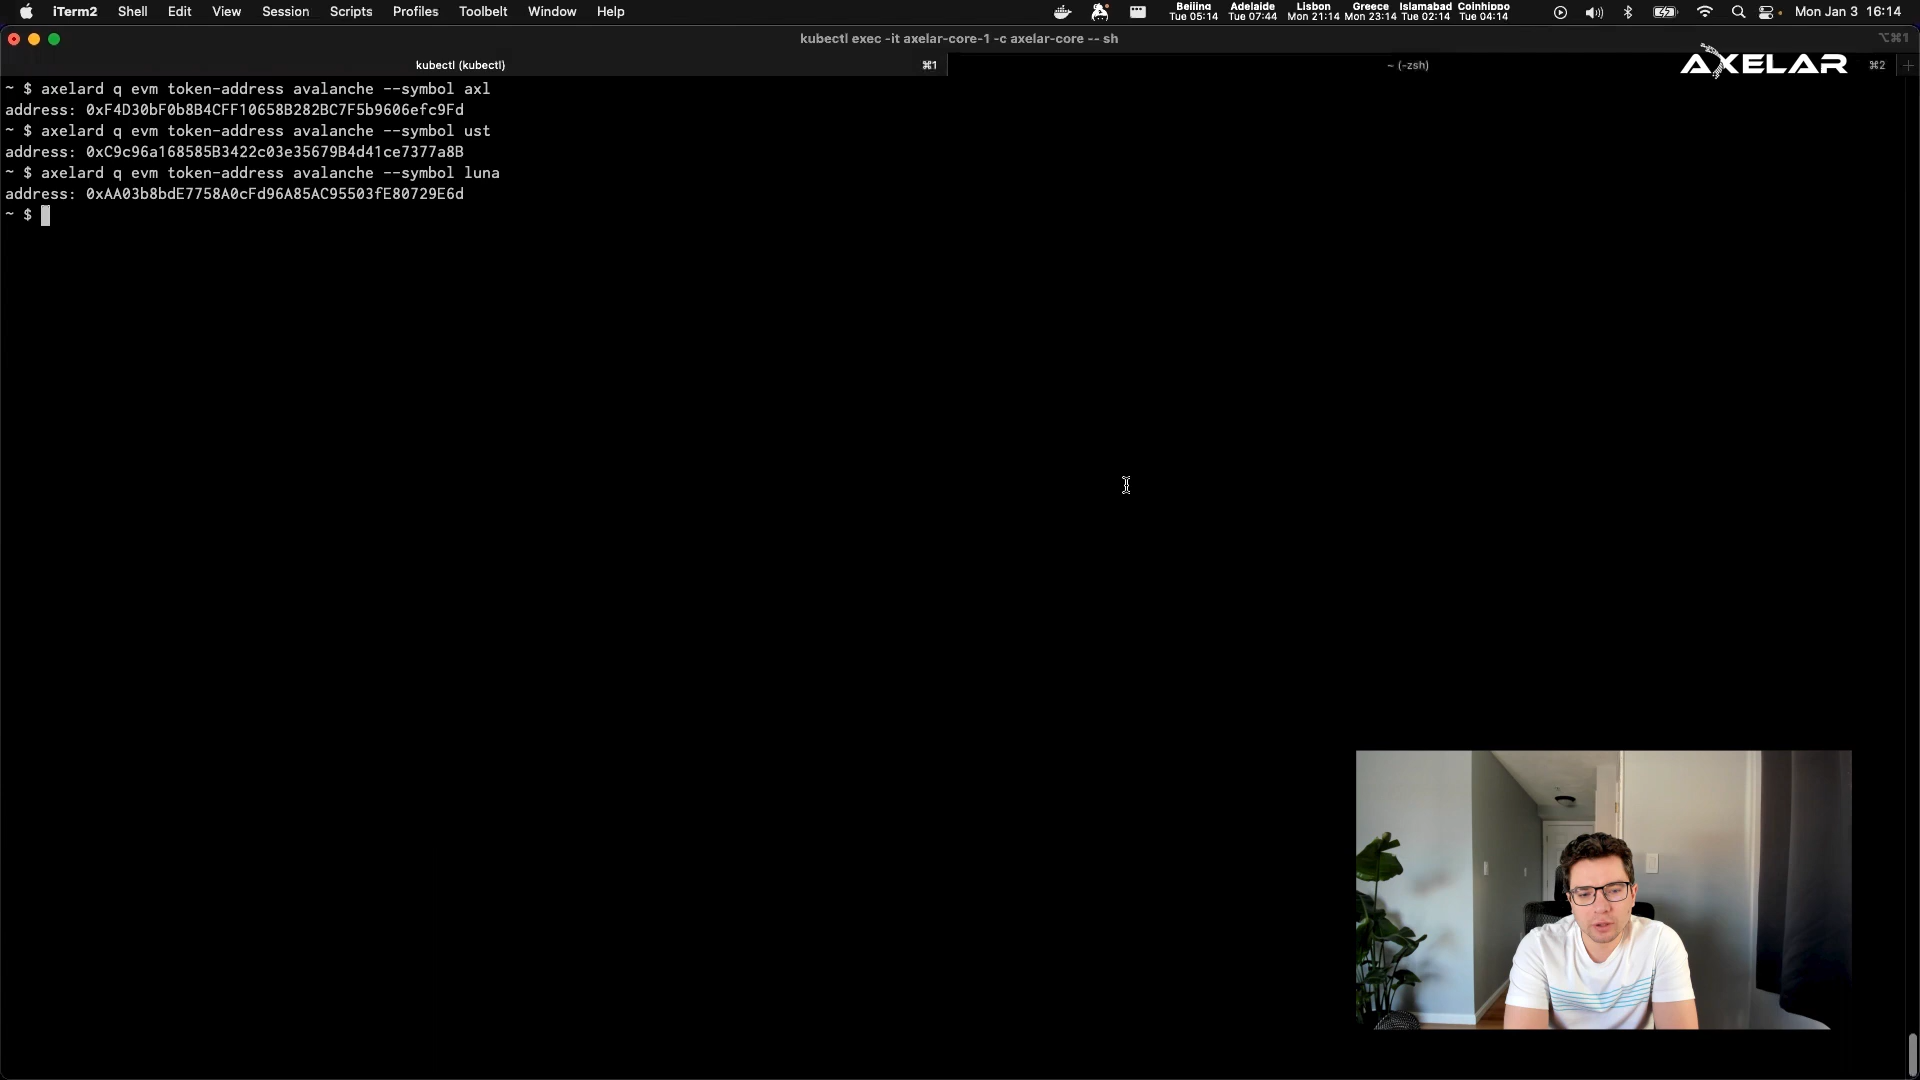 iTerm2 Shell Edit View Session Scripts Profiles Toolbelt Window Help
Beijing Adelaide Lisbon Greece Islamabad Coinhippo
Tue 05:14 Tue 07:44 Mon 21:14 Mon 23:14 Tue 02:14 Tue 04:14
Mon Jan 3 16:14
kubectl exec -it axelar-core-1 -c axelar-core -- sh
⌥⌘1
kubectl (kubectl) ⌘1
~ (-zsh) ⌘2
AXELAR
~ $ axelard q evm token-address avalanche --symbol axl
address: 0xF4D30bF0b8B4CFF10658B282BC7F5b9606efc9Fd
~ $ axelard q evm token-address avalanche --symbol ust
address: 0xC9c96a168585B3422c03e35679B4d41ce7377a8B
~ $ axelard q evm token-address avalanche --symbol luna
address: 0xAA03b8bdE7758A0cFd96A85AC95503fE80729E6d
~ $